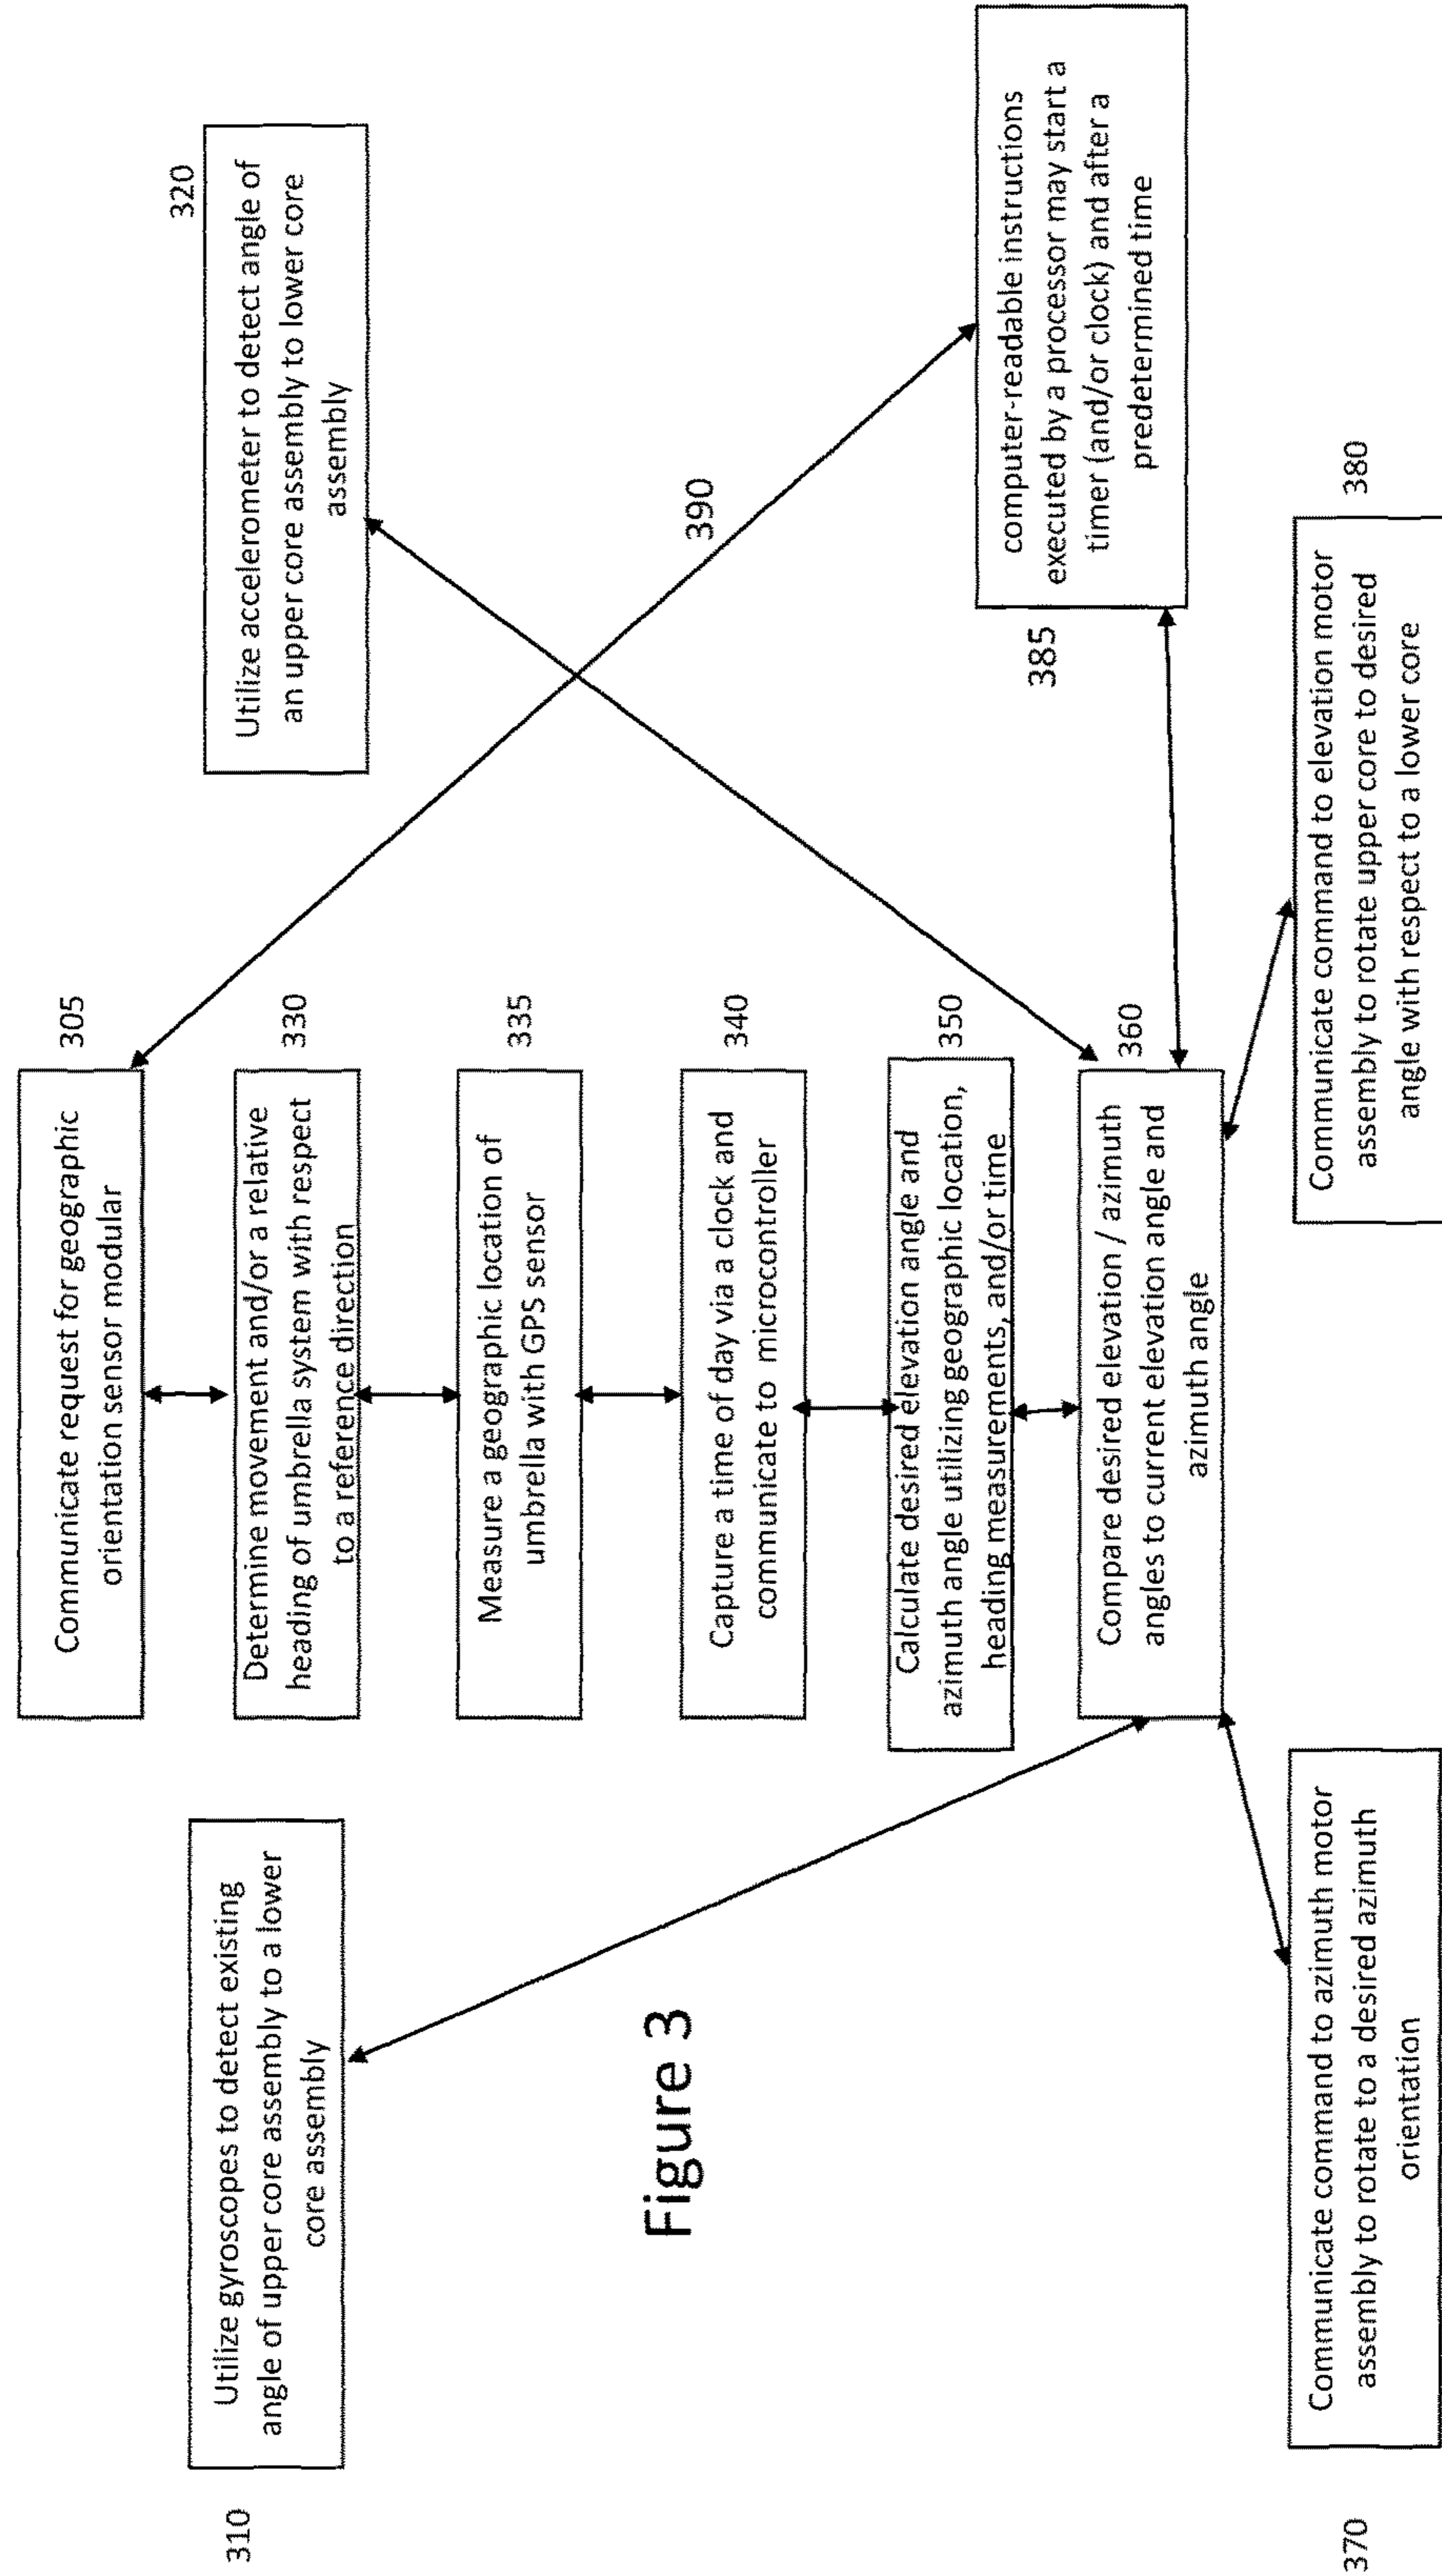 305
Communicate request for geographic
orientation sensor modular
320
Utilize accelerometer to detect angle of
an upper core assembly to lower core
assembly
310
Utilize gyroscopes to detect existing
angle of upper core assembly to a lower
core assembly
330
Determine movement and/or a relative
heading of umbrella system with respect
to a reference direction
335
Measure a geographic location of
umbrella with GPS sensor
390
340
Capture a time of day via a clock and
communicate to microcontroller
350
Calculate desired elevation angle and
azimuth angle utilizing geographic location,
heading measurements, and/or time
360
Compare desired elevation / azimuth
angles to current elevation angle and
azimuth angle
385
computer-readable instructions
executed by a processor may start a
timer (and/or clock) and after a
predetermined time
370
Communicate command to azimuth motor
assembly to rotate to a desired azimuth
orientation
380
Communicate command to elevation motor
assembly to rotate upper core to desired
angle with respect to a lower core
Figure 3